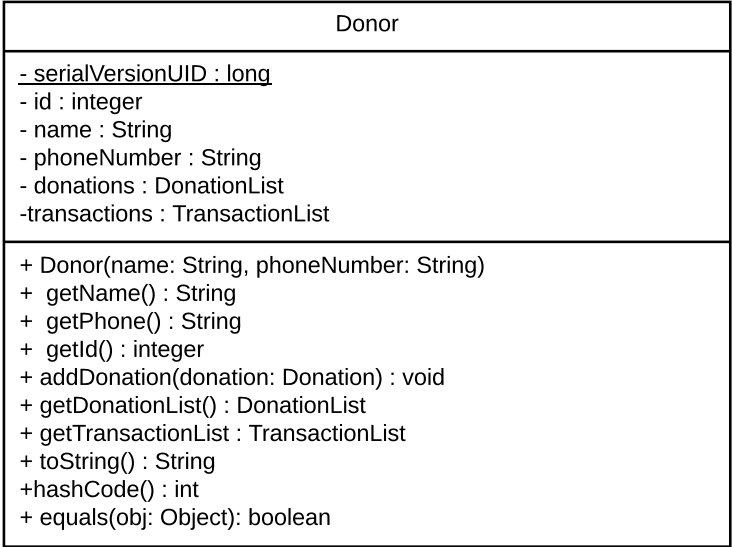 Donor
- serialVersionUID : long
- id : integer
- name : String
- phoneNumber : String
- donations : DonationList
-transactions : TransactionList
+ Donor(name: String, phoneNumber: String)
+  getName() : String
+  getPhone() : String
+  getId() : integer
+ addDonation(donation: Donation) : void
+ getDonationList() : DonationList
+ getTransactionList : TransactionList
+ toString() : String
+hashCode() : int
+ equals(obj: Object): boolean